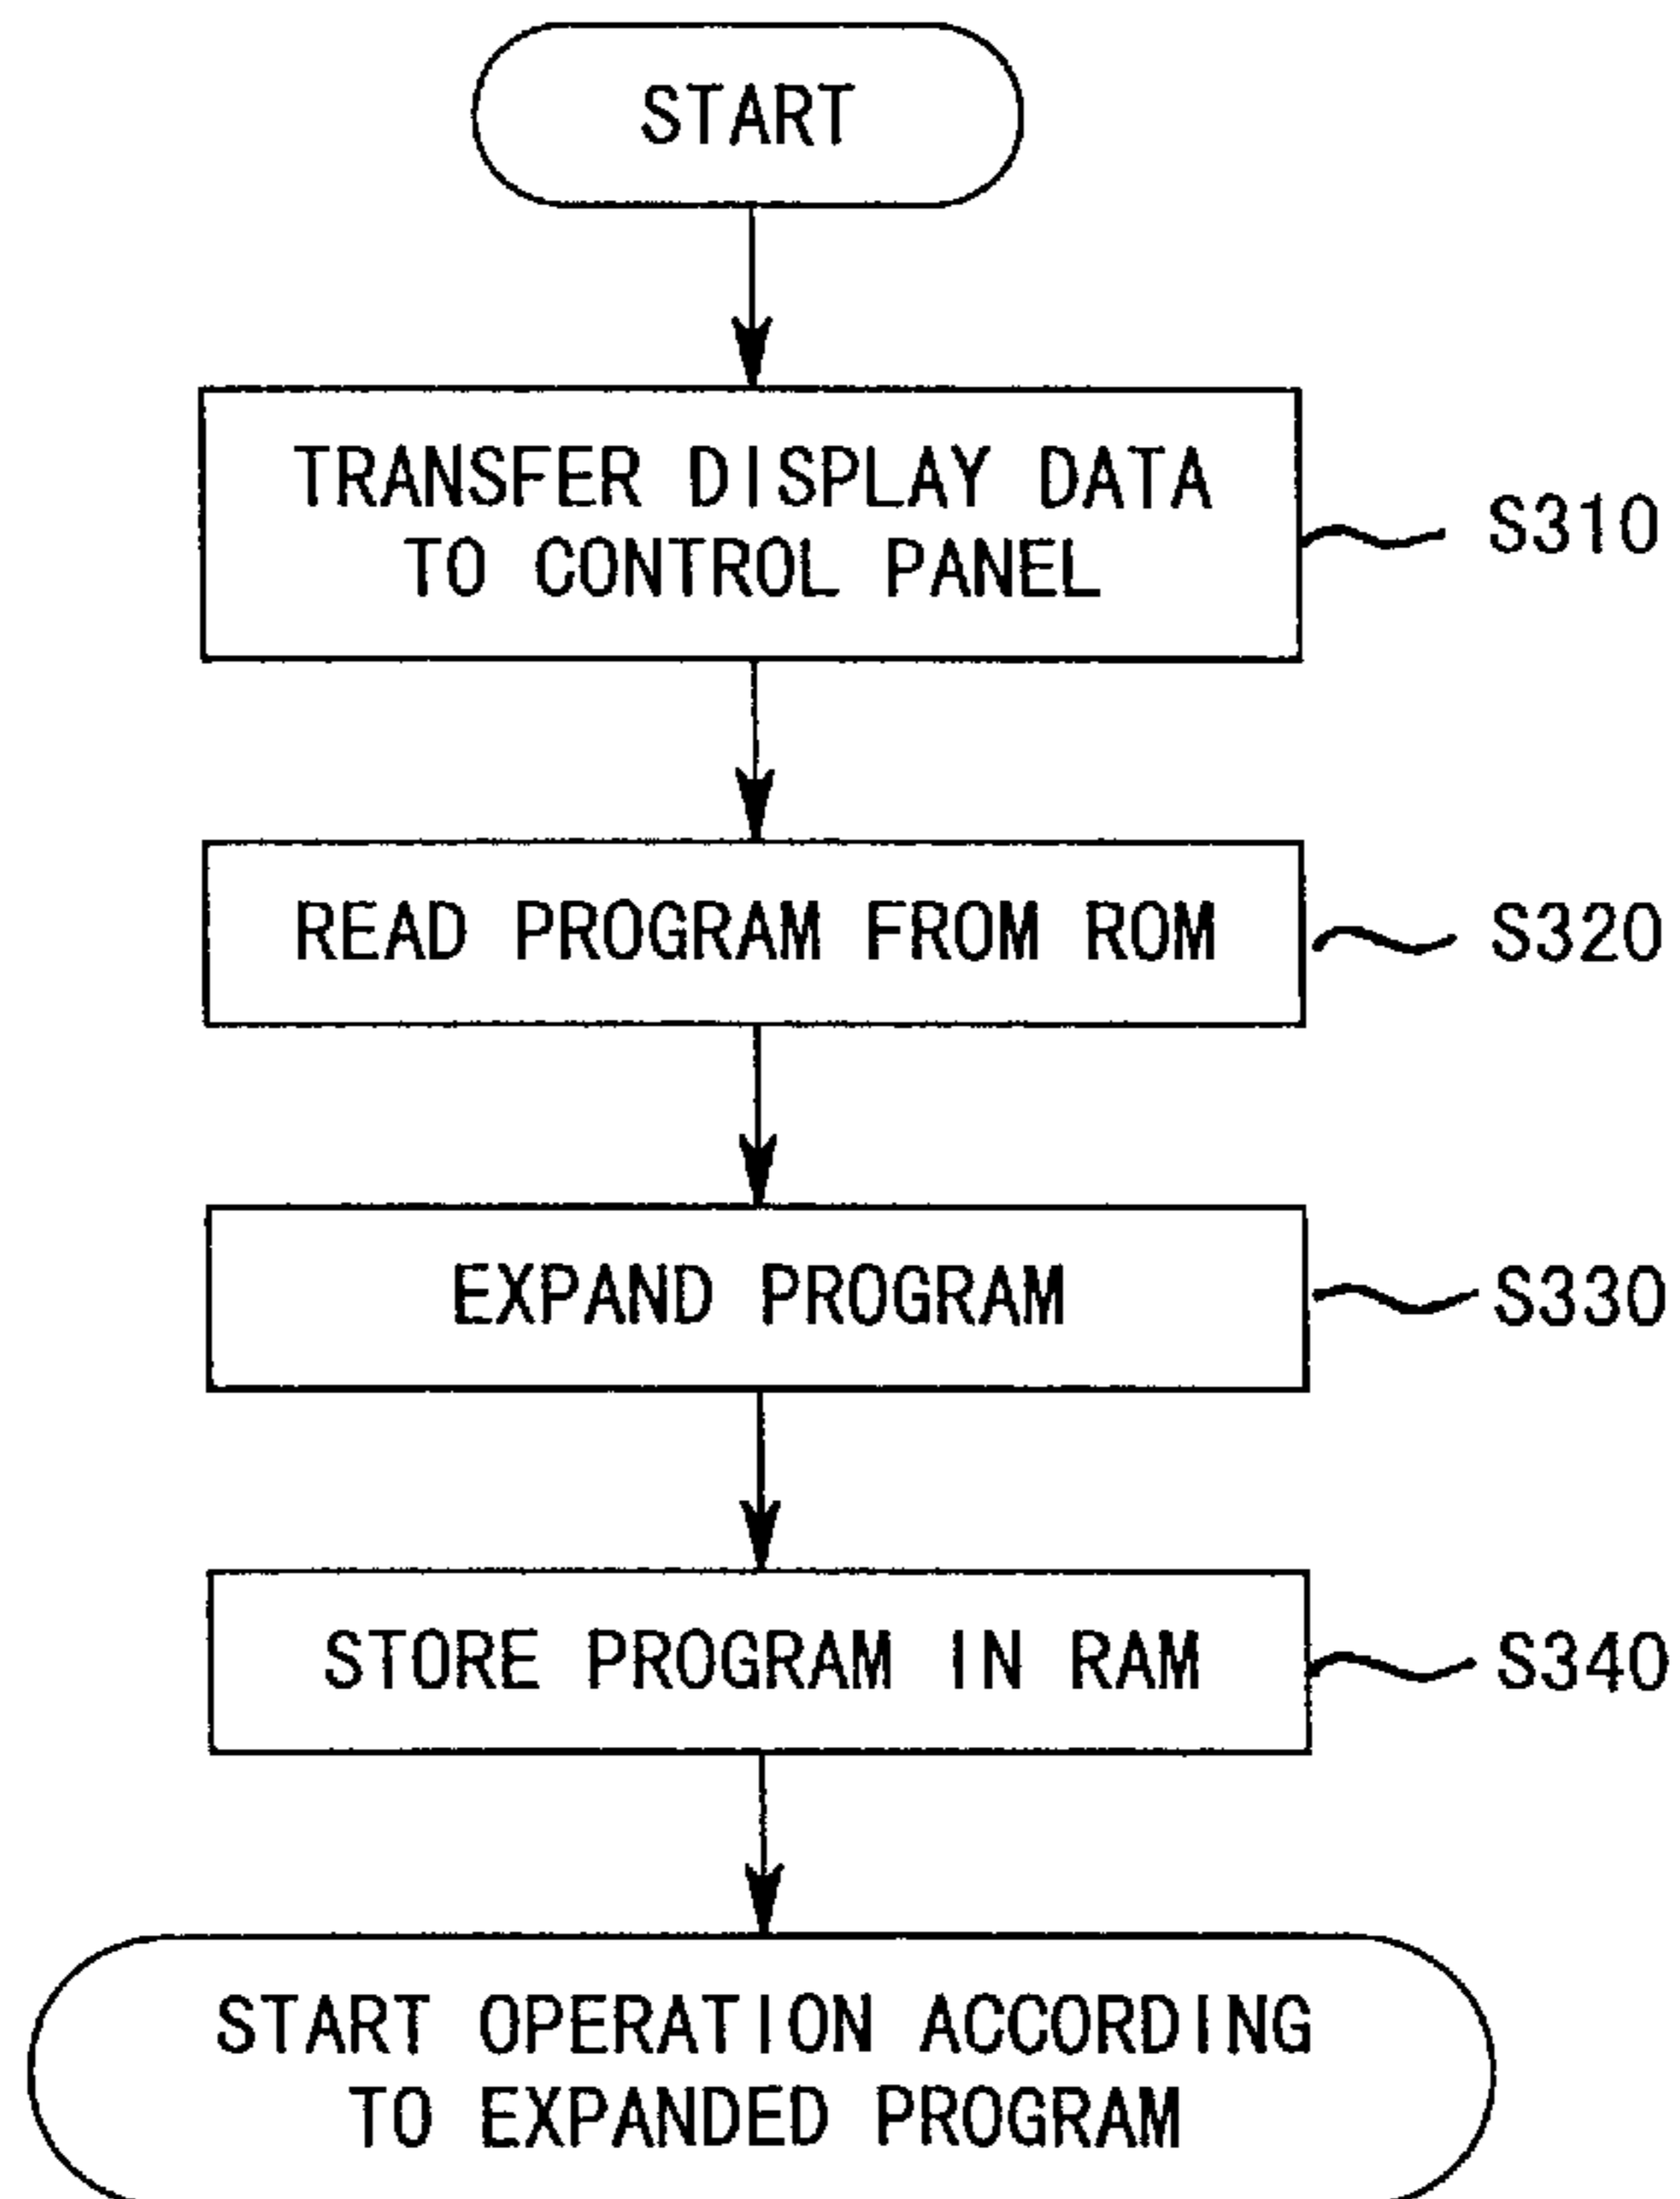 START
TRANSFER DISPLAY DATA
TO CONTROL PANEL
S310
READ PROGRAM FROM ROM
S320
EXPAND PROGRAM
S330
STORE PROGRAM IN RAM
S340
START OPERATION ACCORDING
TO EXPANDED PROGRAM